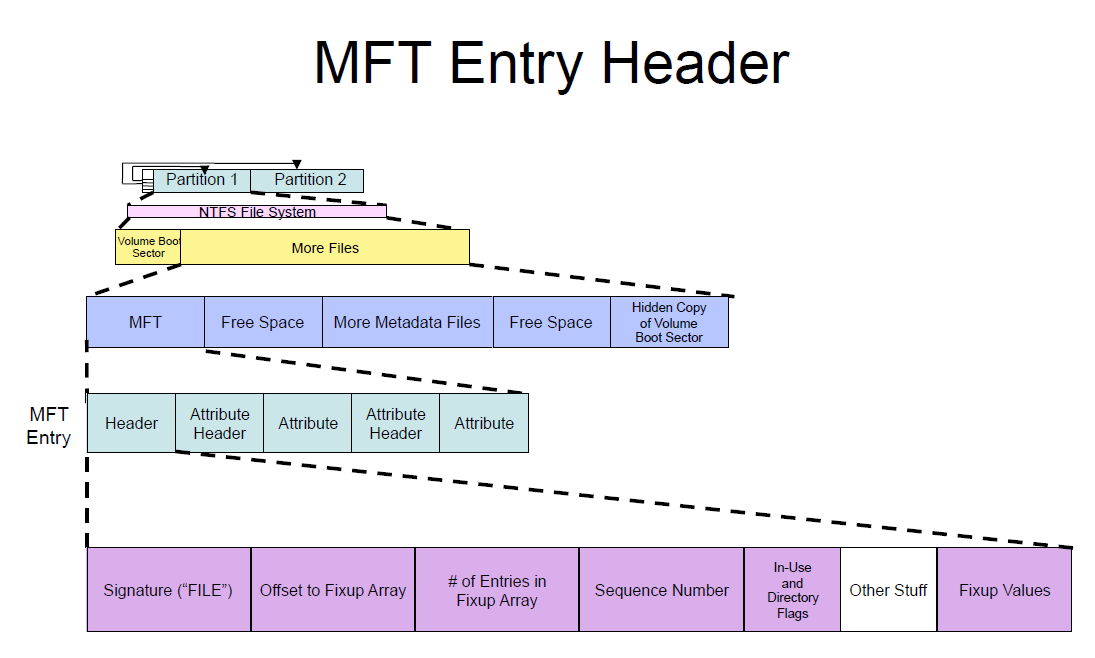 MFT Entry Header
Partition 1
Partition 2
NTFS File System
Volume Boot
Sector
More Files
MFT
Free Space
More Metadata Files
Free Space
Hidden Copy
of Volume
Boot Sector
MFT
Entry
Header
Attribute
Header
Attribute
Attribute
Header
Attribute
Signature (“FILE”)
Offset to Fixup Array
# of Entries in
Fixup Array
Sequence Number
In-Use
and
Directory
Flags
Other Stuff
Fixup Values